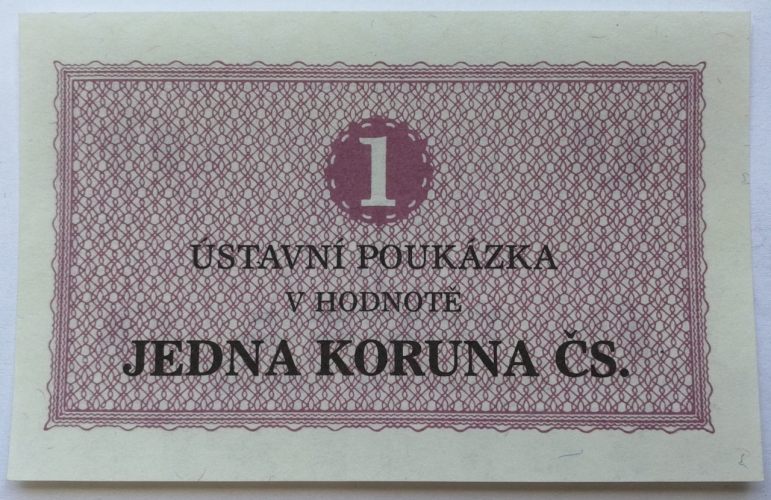 1
ÚSTAVNÍ POUKÁZKA
V HODNOTĚ
JEDNA KORUNA ČS.